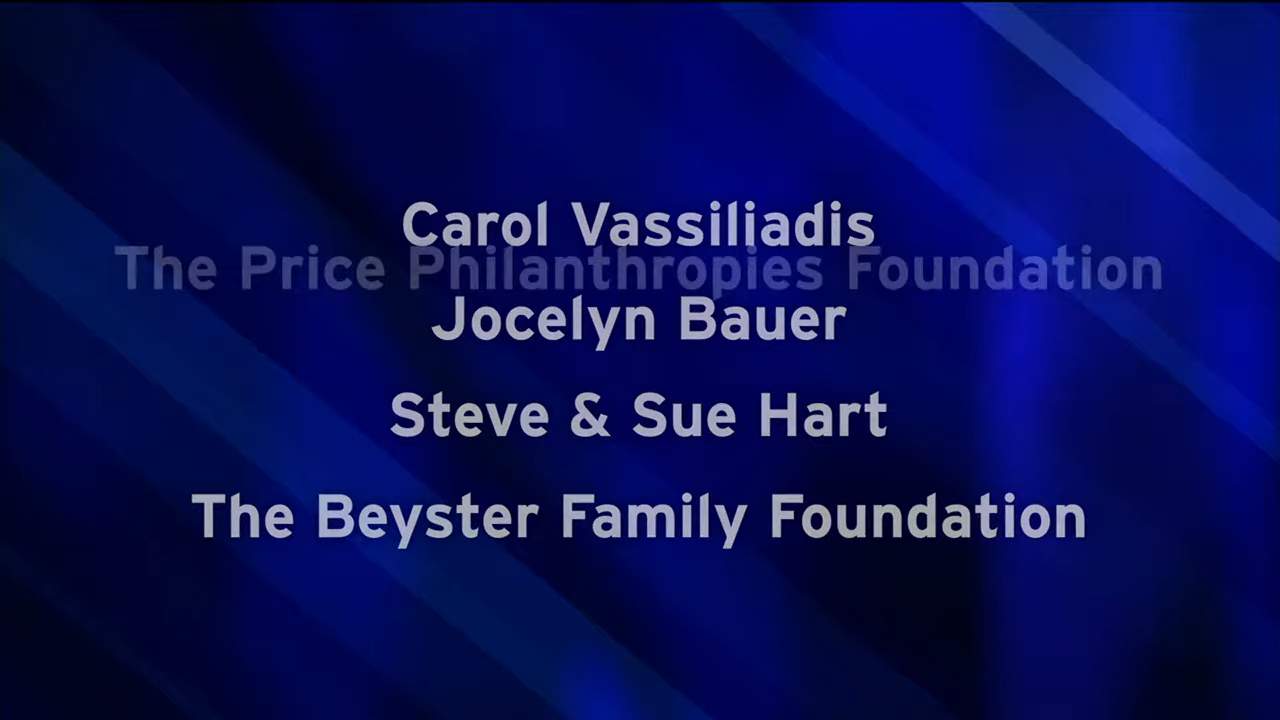 Carol Vassiliadis
The Price Philanthropies Foundation
Jocelyn Bauer
Steve & Sue Hart
The Beyster Family Foundation